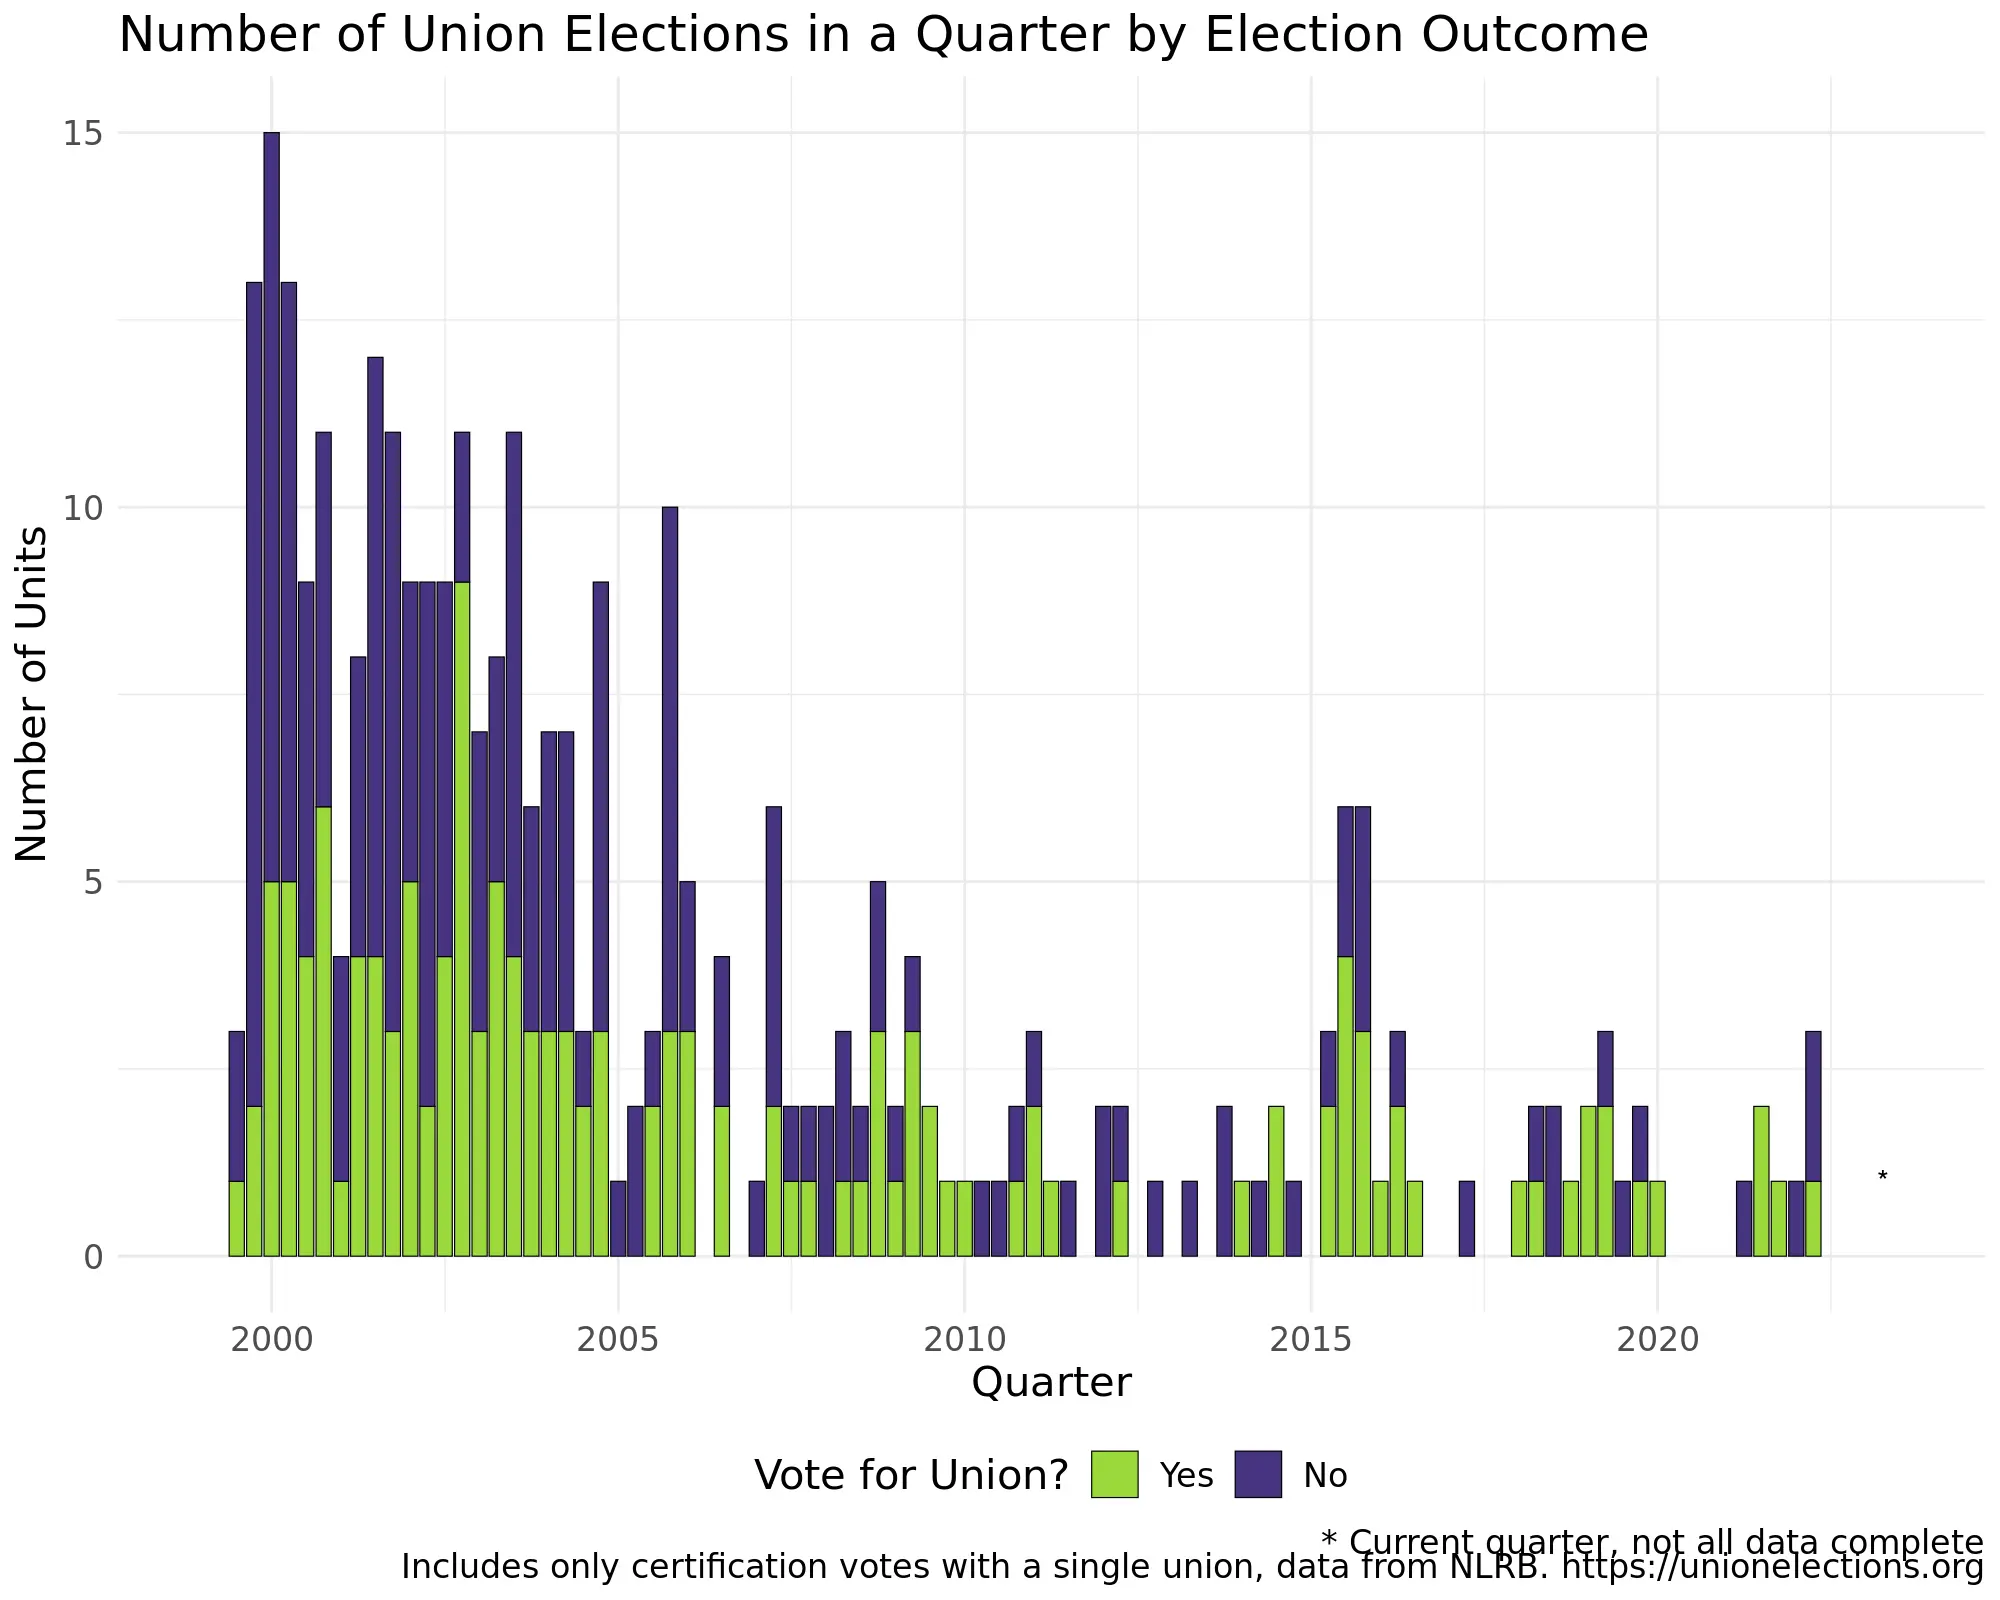 Number of Union Elections in a Quarter by Election Outcome
15
10
5
0
Number of Units
*
2000 2005 2010 2015 2020
Quarter
Vote for Union? Yes No
* Current quarter, not all data complete
Includes only certification votes with a single union, data from NLRB. https://unionelections.org